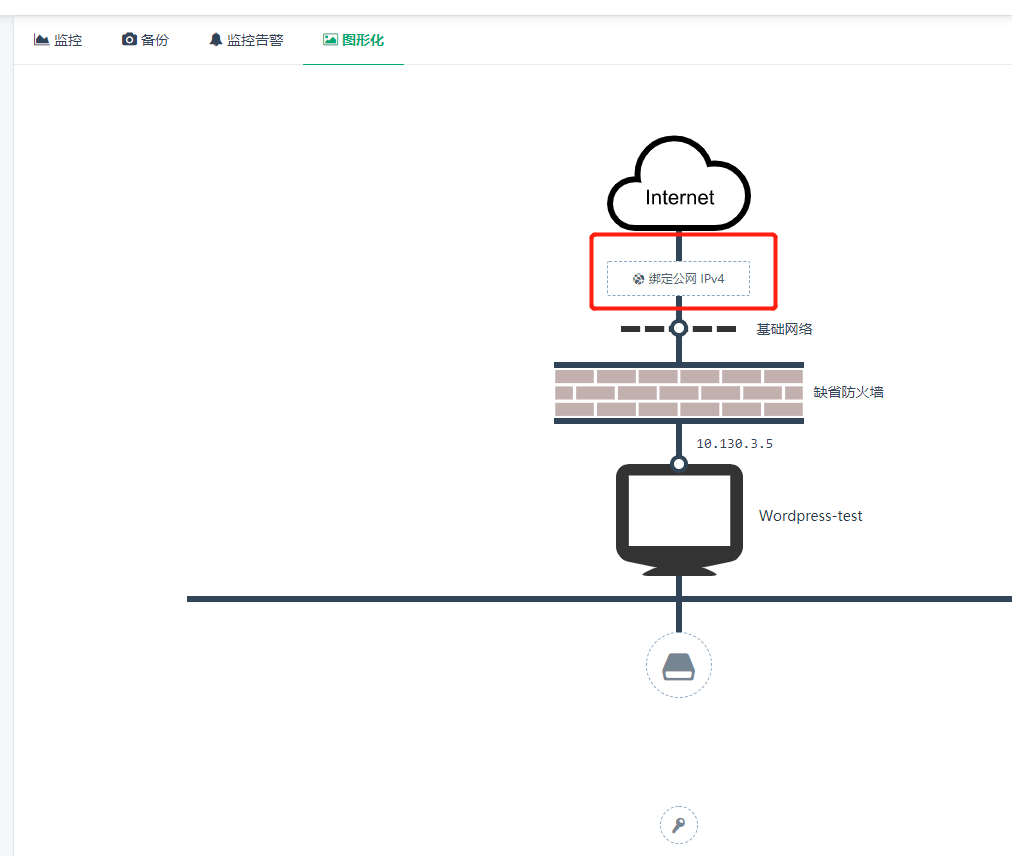 监控
备份
监控告警
图形化
Internet
绑定公网 IPv4
基础网络
缺省防火墙
10.130.3.5
Wordpress-test